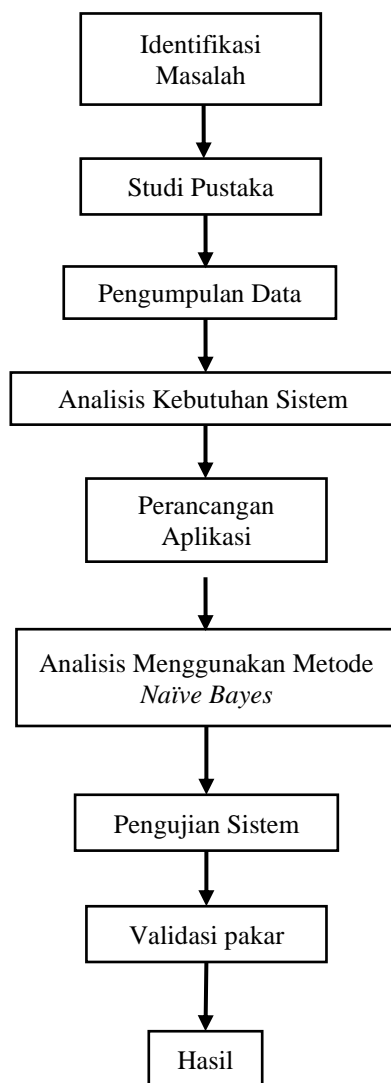 Identifikasi
Masalah
Studi Pustaka
Pengumpulan Data
Analisis Kebutuhan Sistem
Perancangan
Aplikasi
Analisis Menggunakan Metode
Naïve Bayes
Pengujian Sistem
Validasi pakar
Hasil